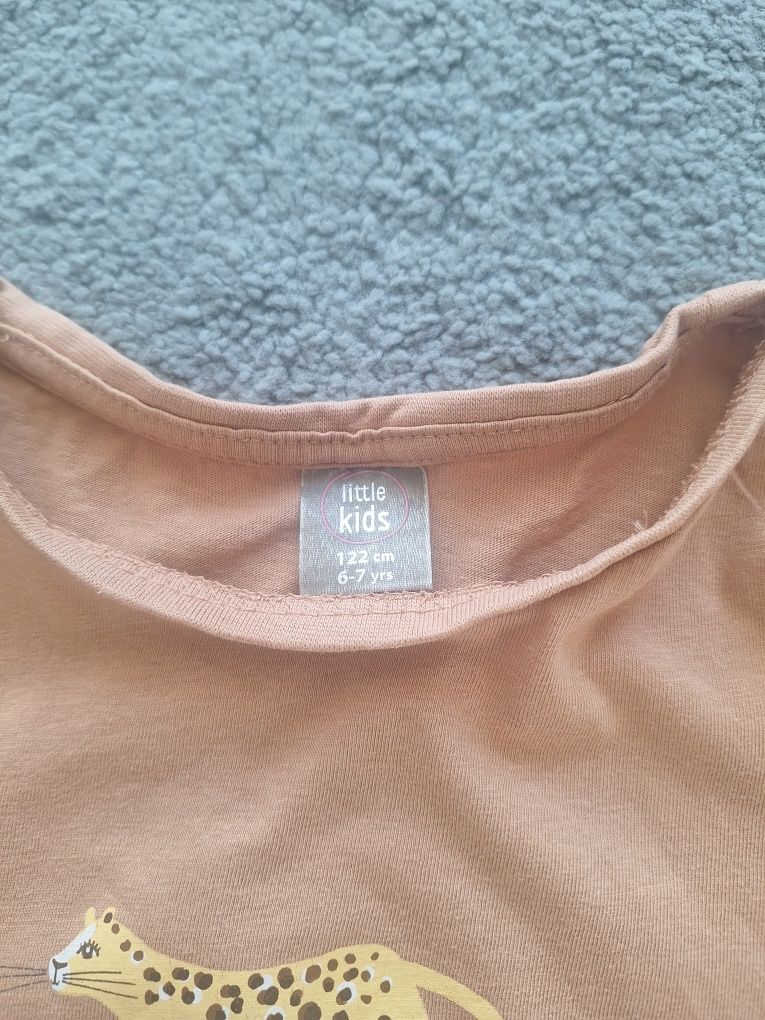 little
kids
122 cm
6-7 yrs